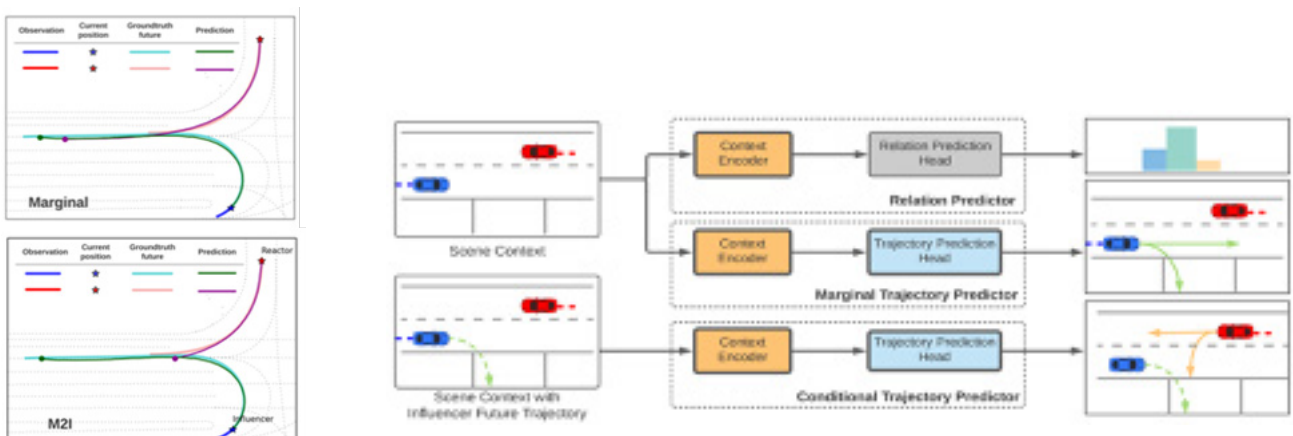 Observation Current position Groundtruth future Prediction
Marginal
Observation Current position Groundtruth future Prediction
Reactor
Influencer
M2I
Scene Context
Scene Context with
Influencer Future Trajectory
Context
Encoder
Relation Prediction
Head
Relation Predictor
Context
Encoder
Trajectory Prediction
Head
Marginal Trajectory Predictor
Context
Encoder
Trajectory Prediction
Head
Conditional Trajectory Predictor